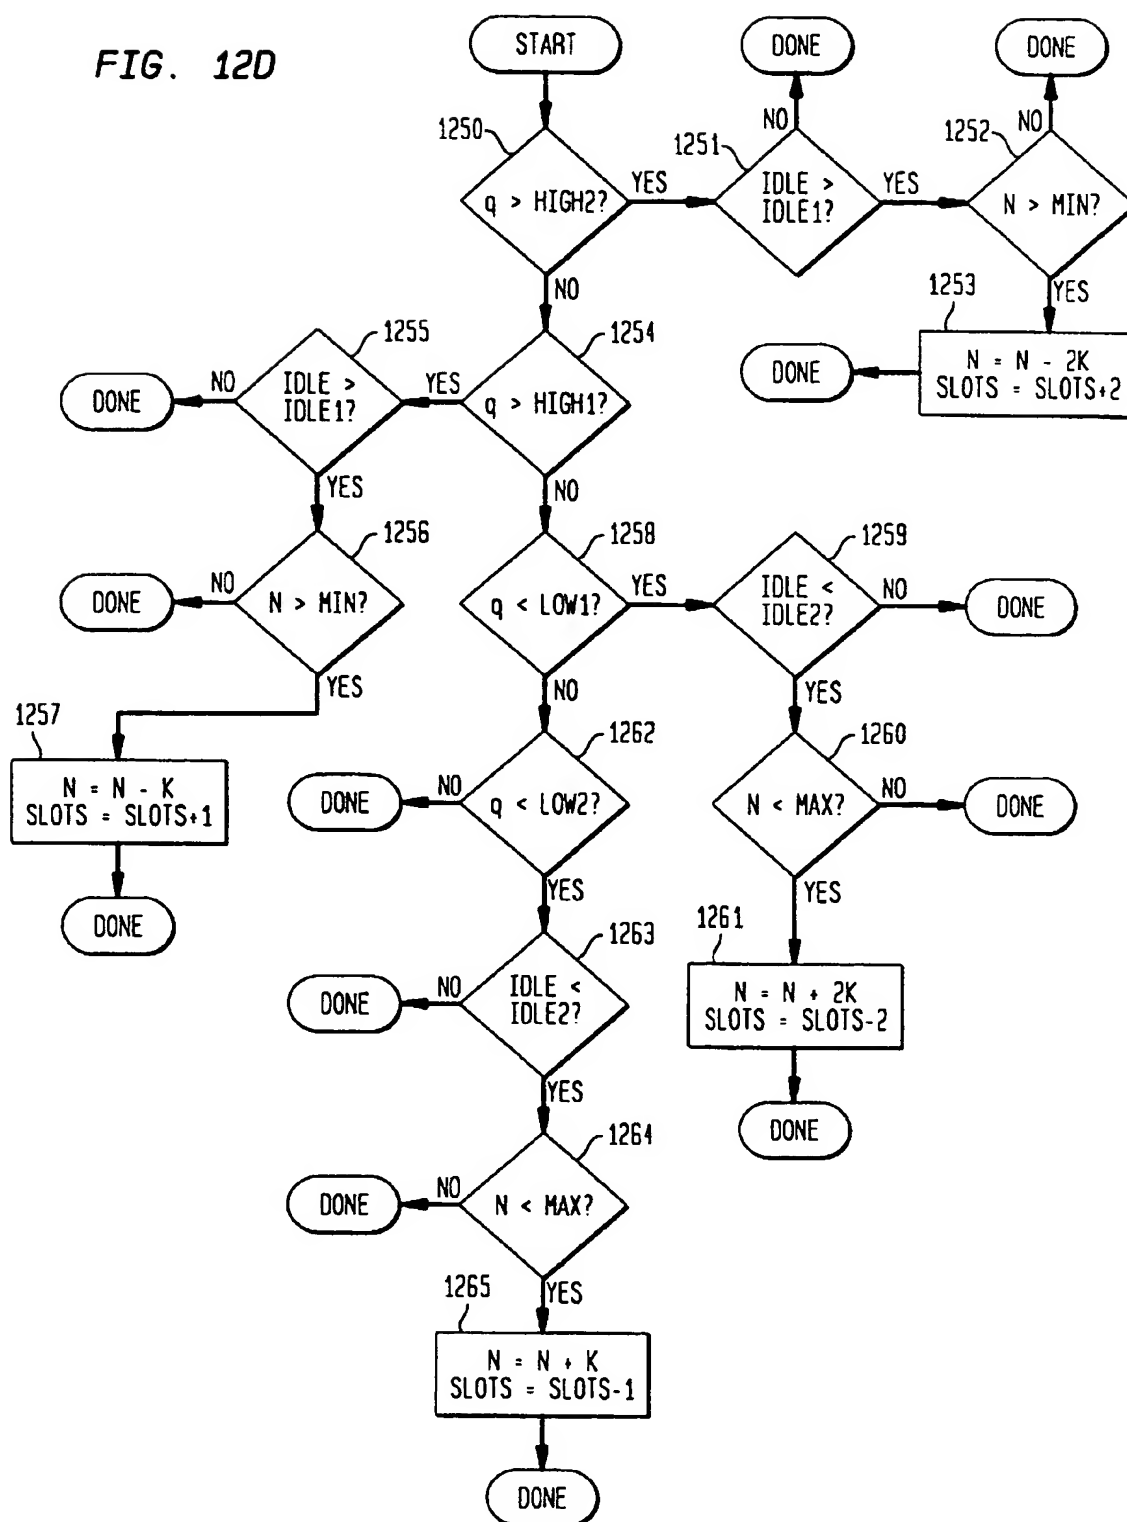 FIG. 12D
START
DONE
DONE
1250
1251
1252
NO
NO
q > HIGH2?
YES
IDLE >
IDLE1?
YES
N > MIN?
NO
YES
1253
N = N - 2K
SLOTS = SLOTS+2
DONE
1255
1254
DONE
NO
IDLE >
IDLE1?
YES
q > HIGH1?
YES
NO
1256
1258
1259
DONE
NO
N > MIN?
q < LOW1?
YES
IDLE <
IDLE2?
NO
DONE
YES
NO
YES
1257
N = N - K
SLOTS = SLOTS+1
DONE
1262
1260
DONE
NO
q < LOW2?
N < MAX?
NO
DONE
YES
YES
1263
1261
DONE
NO
IDLE <
IDLE2?
N = N + 2K
SLOTS = SLOTS-2
YES
DONE
1264
DONE
NO
N < MAX?
YES
1265
N = N + K
SLOTS = SLOTS-1
DONE